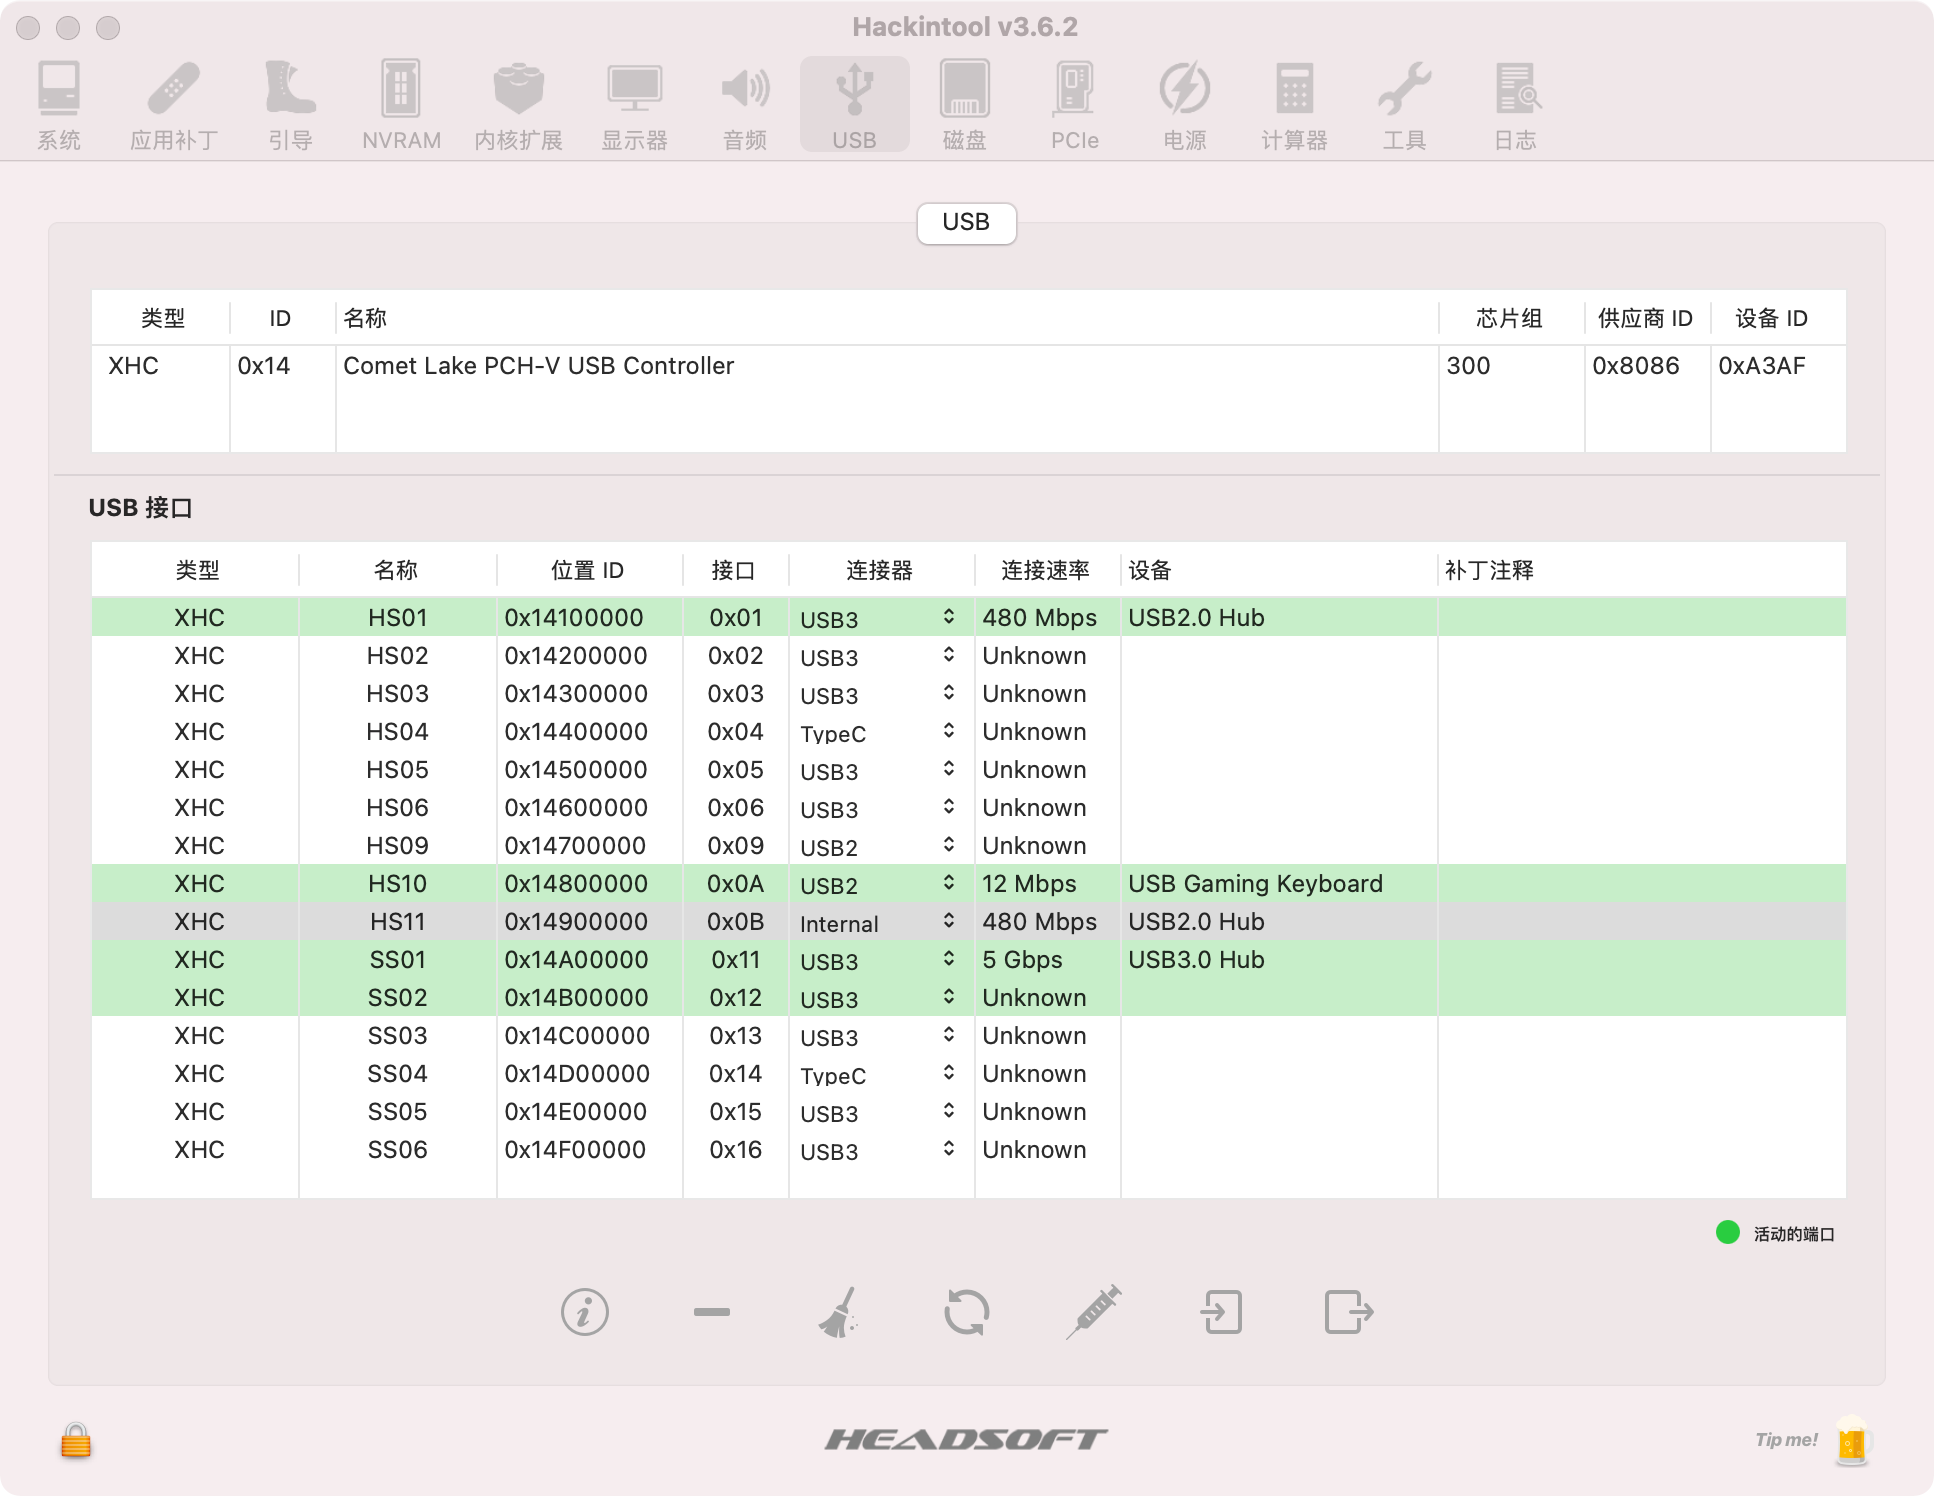 Hackintool v3.6.2
系统 应用补丁 引导 NVRAM 内核扩展 显示器 音频 USB 磁盘 PCIe 电源 计算器 工具 日志
USB
类型 ID 名称 芯片组 供应商 ID 设备 ID
XHC 0x14 Comet Lake PCH-V USB Controller 300 0x8086 0xA3AF
USB 接口
类型 名称 位置 ID 接口 连接器 连接速率 设备 补丁注释
XHC HS01 0x14100000 0x01 USB3 480 Mbps USB2.0 Hub
XHC HS02 0x14200000 0x02 USB3 Unknown
XHC HS03 0x14300000 0x03 USB3 Unknown
XHC HS04 0x14400000 0x04 TypeC Unknown
XHC HS05 0x14500000 0x05 USB3 Unknown
XHC HS06 0x14600000 0x06 USB3 Unknown
XHC HS09 0x14700000 0x09 USB2 Unknown
XHC HS10 0x14800000 0x0A USB2 12 Mbps USB Gaming Keyboard
XHC HS11 0x14900000 0x0B Internal 480 Mbps USB2.0 Hub
XHC SS01 0x14A00000 0x11 USB3 5 Gbps USB3.0 Hub
XHC SS02 0x14B00000 0x12 USB3 Unknown
XHC SS03 0x14C00000 0x13 USB3 Unknown
XHC SS04 0x14D00000 0x14 TypeC Unknown
XHC SS05 0x14E00000 0x15 USB3 Unknown
XHC SS06 0x14F00000 0x16 USB3 Unknown
活动的端口
HEADSOFT
Tip me!